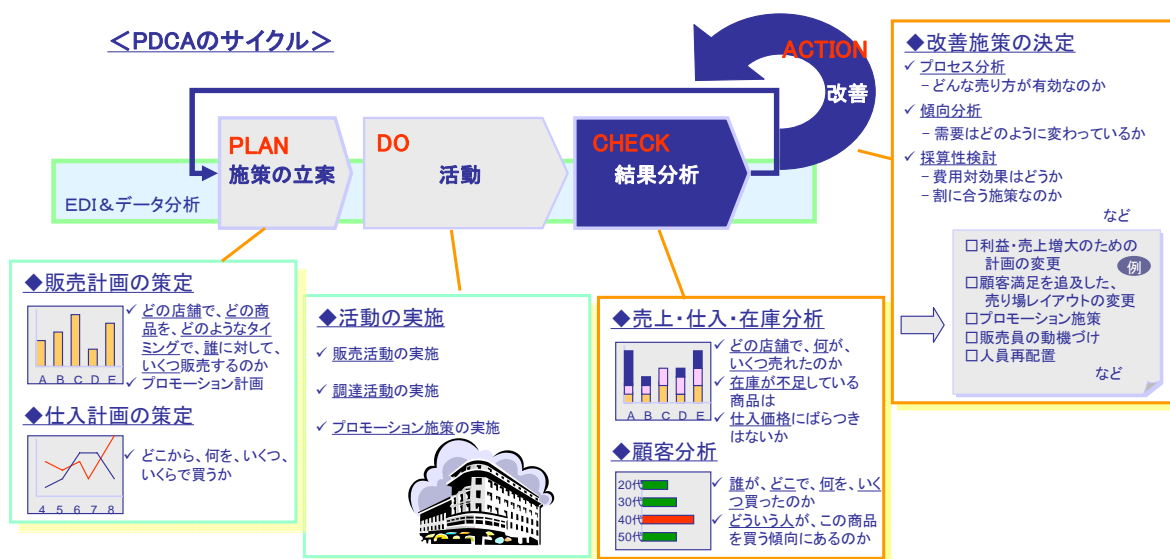 ＜PDCAのサイクル＞
ACTION
改善
PLAN
施策の立案
DO
活動
CHECK
結果分析
EDI＆データ分析
◆販売計画の策定
✓ どの店舗で、どの商
品を、どのようなタイ
ミングで、誰に対して、
いくつ販売するのか
✓ プロモーション計画
A B C D E
◆仕入計画の策定
✓ どこから、何を、いくつ、
いくらで買うか
4 5 6 7 8
◆活動の実施
✓ 販売活動の実施
✓ 調達活動の実施
✓ プロモーション施策の実施
◆売上・仕入・在庫分析
✓ どの店舗で、何が、
いくつ売れたのか
✓ 在庫が不足している
商品は
✓ 仕入価格にばらつき
はないか
A B C D E
◆顧客分析
20代
30代
40代
50代
✓ 誰が、どこで、何を、いく
つ買ったのか
✓ どういう人が、この商品
を買う傾向にあるのか
◆改善施策の決定
✓ プロセス分析
－どんな売り方が有効なのか
✓ 傾向分析
－需要はどのように変わっているか
✓ 採算性検討
－費用対効果はどうか
－割に合う施策なのか
など
例
□利益・売上増大のための
計画の変更
□顧客満足を追及した、
売り場レイアウトの変更
□プロモーション施策
□販売員の動機づけ
□人員再配置
など